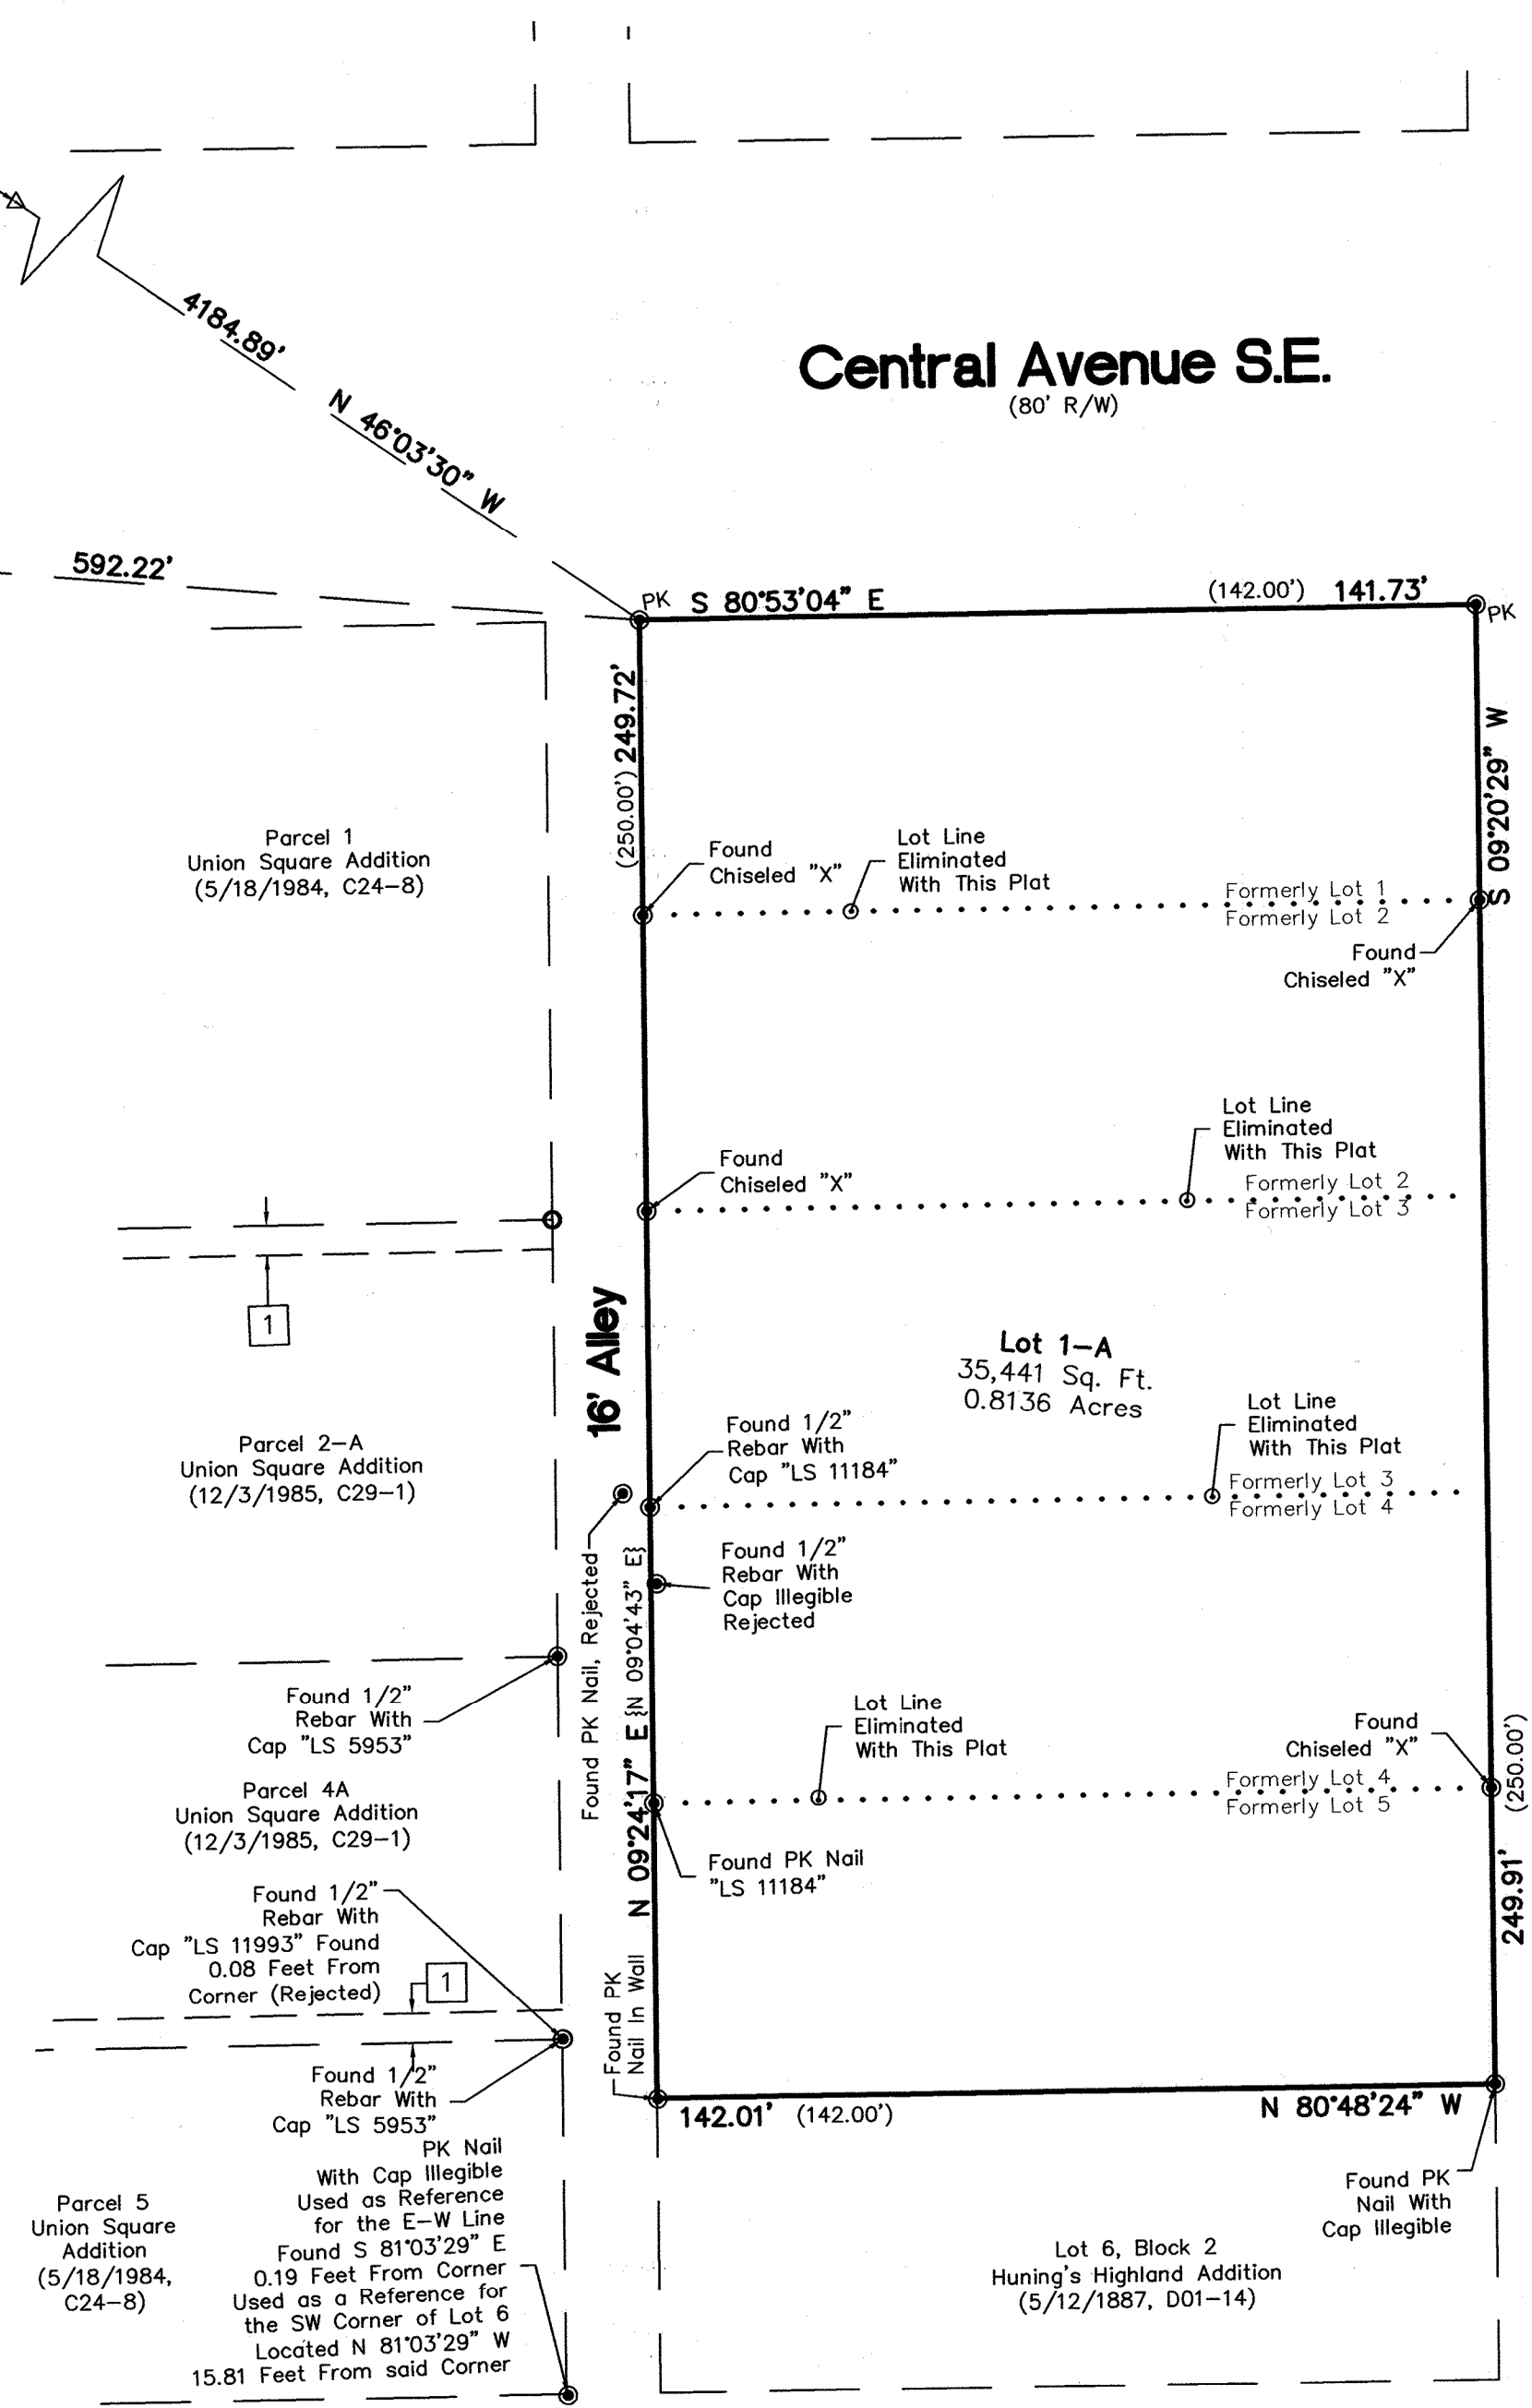 4184.89'
N 46°03'30" W
Central Avenue S.E.
(80' R/W)
592.22'
PK
S 80°53'04" E
(142.00') 141.73'
PK
(250.00') 249.72'
S 09°20'29" W
Parcel 1
Union Square Addition
(5/18/1984, C24-8)
Found
Chiseled "X"
Lot Line
Eliminated
With This Plat
Formerly Lot 1
Formerly Lot 2
Found
Chiseled "X"
Lot Line
Eliminated
With This Plat
Found
Chiseled "X"
Formerly Lot 2
Formerly Lot 3
1
16' Alley
Lot 1-A
35,441 Sq. Ft.
0.8136 Acres
Parcel 2-A
Union Square Addition
(12/3/1985, C29-1)
Found 1/2"
Rebar With
Cap "LS 11184"
Lot Line
Eliminated
With This Plat
Formerly Lot 3
Formerly Lot 4
Found PK Nail, Rejected
N 09°24'17" E {N 09°04'43" E}
Found 1/2"
Rebar With
Cap Illegible
Rejected
Found 1/2"
Rebar With
Cap "LS 5953"
Lot Line
Eliminated
With This Plat
Found
Chiseled "X"
Formerly Lot 4
Formerly Lot 5
249.91' (250.00')
Parcel 4A
Union Square Addition
(12/3/1985, C29-1)
Found PK Nail
"LS 11184"
Found 1/2"
Rebar With
Cap "LS 11993" Found
0.08 Feet From
Corner (Rejected)
1
Found PK
Nail In Wall
Found 1/2"
Rebar With
Cap "LS 5953"
142.01' (142.00')
N 80°48'24" W
PK Nail
With Cap Illegible
Used as Reference
for the E-W Line
Found S 81°03'29" E
0.19 Feet From Corner
Used as a Reference for
the SW Corner of Lot 6
Located N 81°03'29" W
15.81 Feet From said Corner
Parcel 5
Union Square
Addition
(5/18/1984,
C24-8)
Found PK
Nail With
Cap Illegible
Lot 6, Block 2
Huning's Highland Addition
(5/12/1887, D01-14)